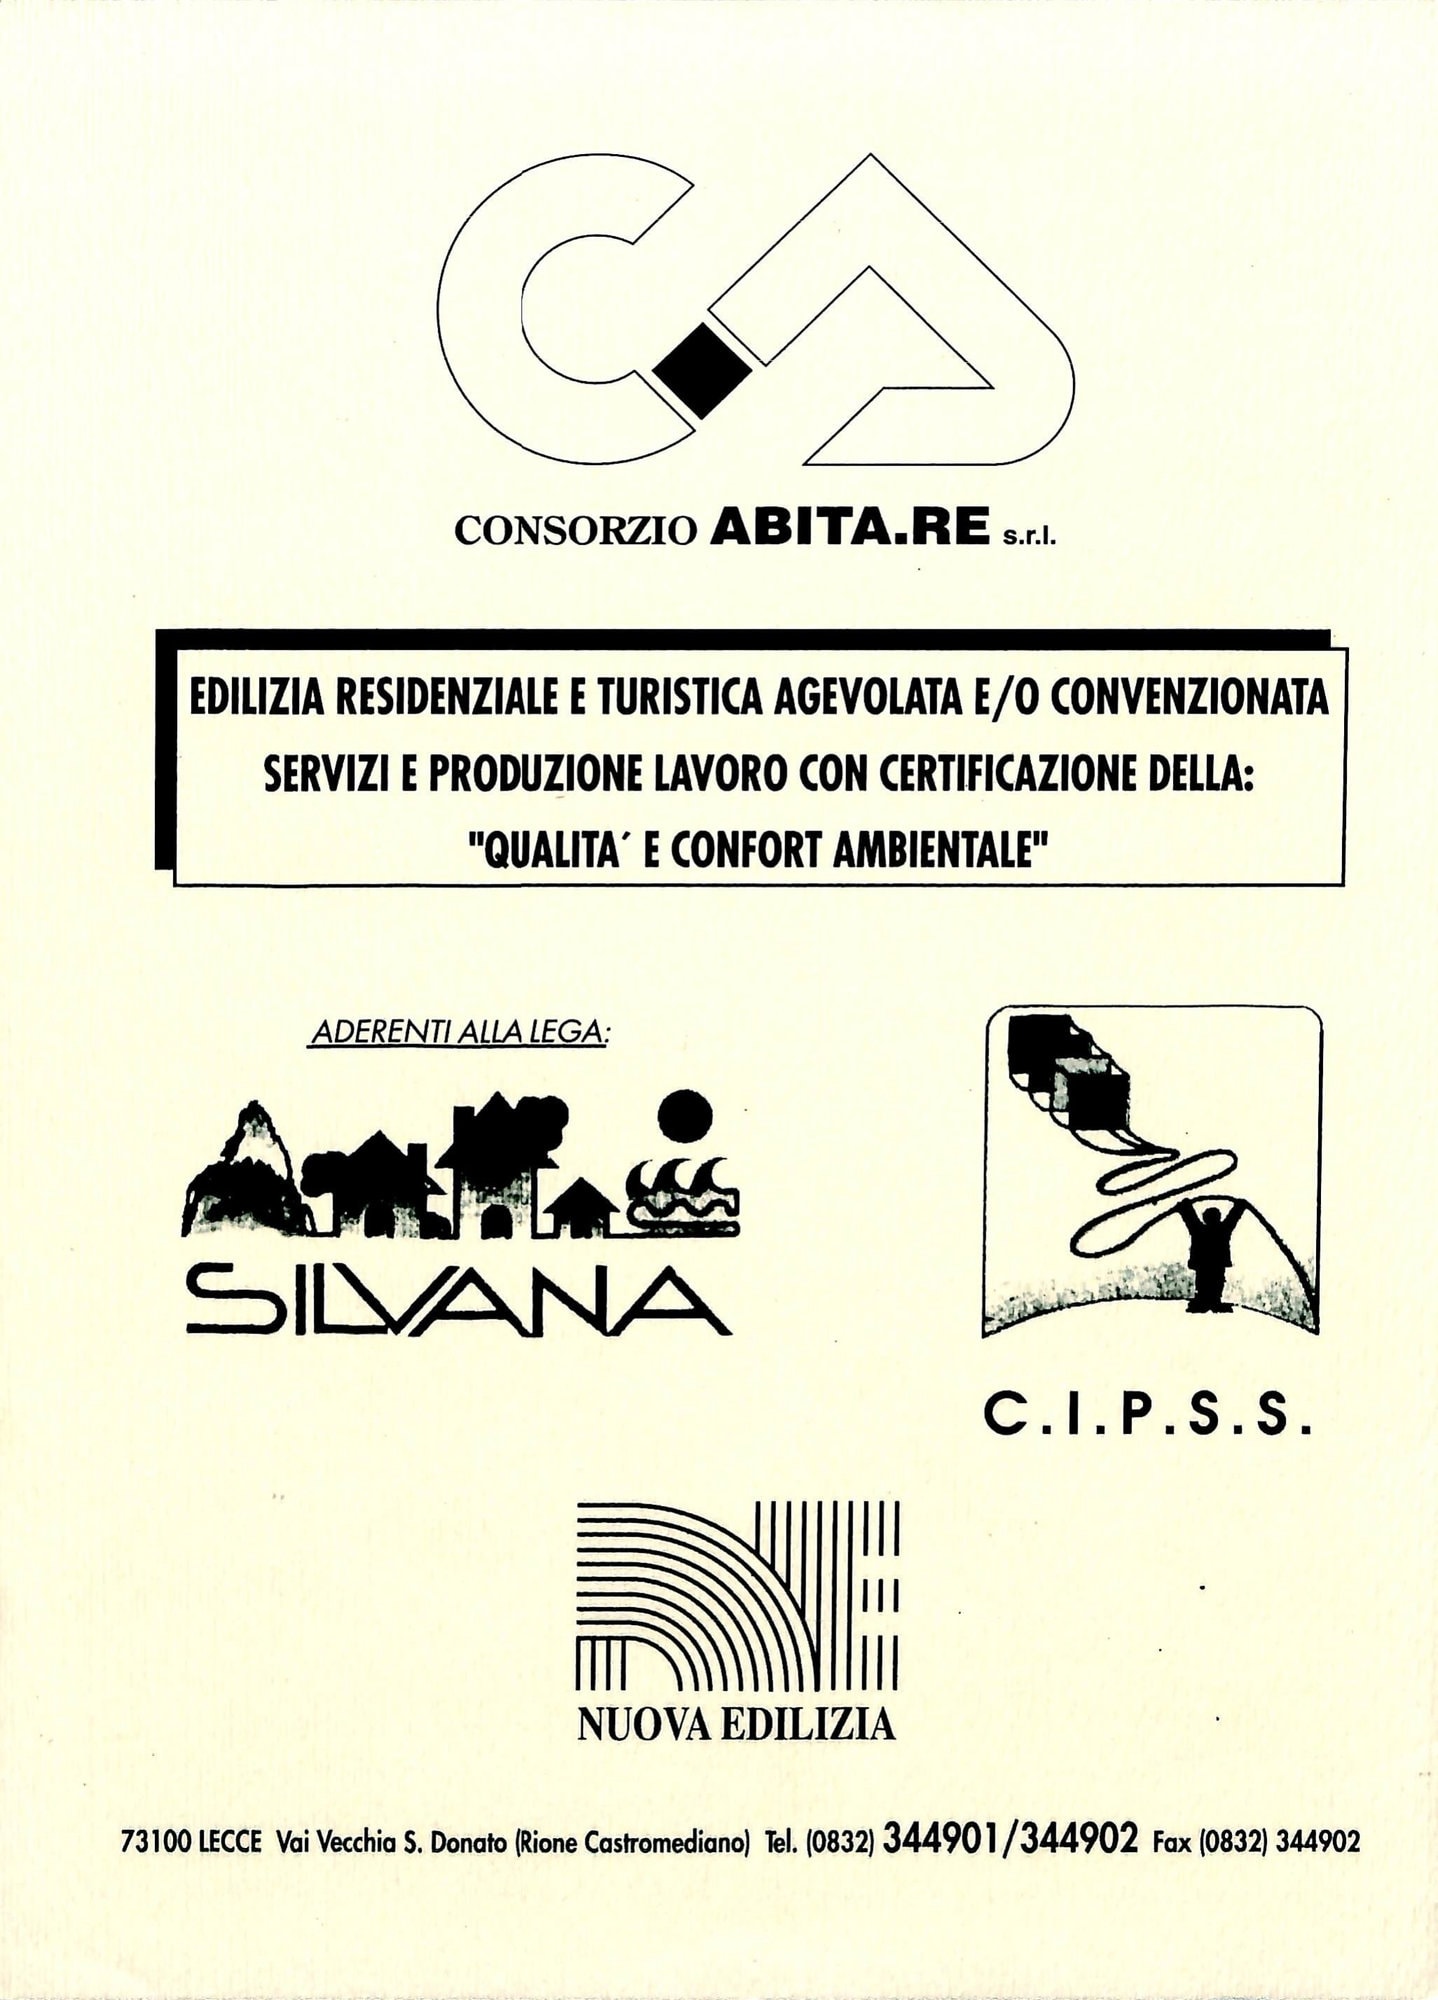 CONSORZIO ABITA.RE s.r.l.
EDILIZIA RESIDENZIALE E TURISTICA AGEVOLATA E/O CONVENZIONATA
SERVIZI E PRODUZIONE LAVORO CON CERTIFICAZIONE DELLA:
"QUALITA´ E CONFORT AMBIENTALE"
ADERENTI ALLA LEGA:
SILVANA
C.I.P.S.S.
NUOVA EDILIZIA
73100 LECCE Vai Vecchia S. Donato (Rione Castromediano) Tel. (0832) 344901/344902 Fax (0832) 344902